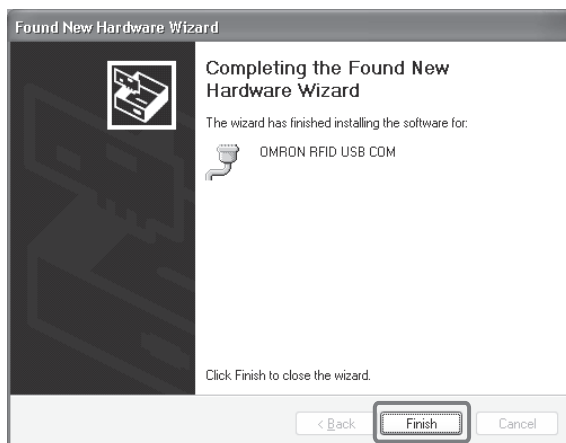 Found New Hardware Wizard
Completing the Found New
Hardware Wizard
The wizard has finished installing the software for:
OMRON RFID USB COM
Click Finish to close the wizard.
< Back
Finish
Cancel